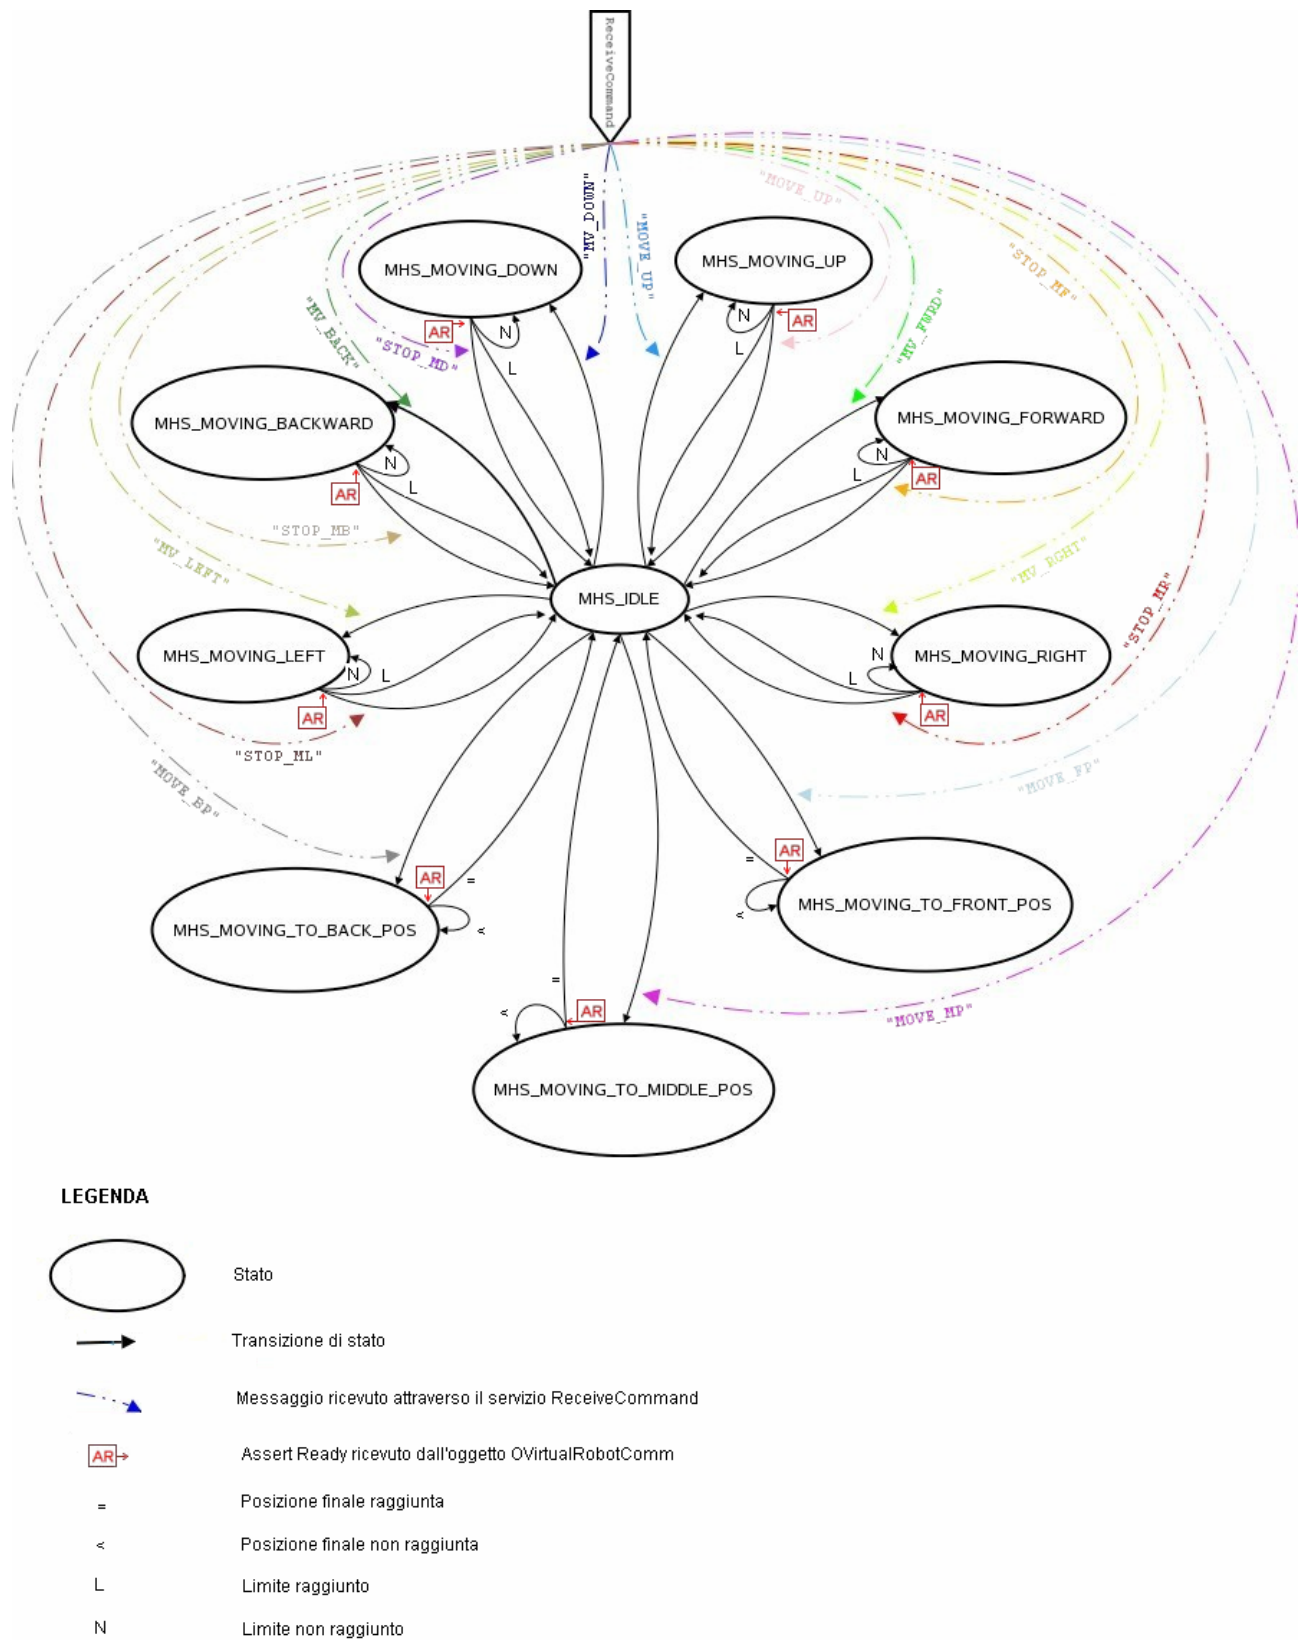 ReceiveCommand
"MV_DOWN"
"MOVE_UP"
"MOVE_UP"
"STOP_MF"
MHS_MOVING_DOWN
MHS_MOVING_UP
"MV_BACK"
"STOP_MD"
"MV_FWRD"
AR
N
L
N
L
AR
MHS_MOVING_BACKWARD
MHS_MOVING_FORWARD
N
L
AR
N
L
AR
"STOP_MB"
"MV_LEFT"
"MV_RGHT"
"STOP_MR"
MHS_IDLE
MHS_MOVING_LEFT
MHS_MOVING_RIGHT
N
L
AR
N
L
AR
"STOP_ML"
"MOVE_BP"
"MOVE_FP"
AR
=
<
AR
=
<
MHS_MOVING_TO_BACK_POS
MHS_MOVING_TO_FRONT_POS
=
<
AR
"MOVE_MP"
MHS_MOVING_TO_MIDDLE_POS
LEGENDA
Stato
Transizione di stato
Messaggio ricevuto attraverso il servizio ReceiveCommand
AR Assert Ready ricevuto dall'oggetto OVirtualRobotComm
= Posizione finale raggiunta
< Posizione finale non raggiunta
L Limite raggiunto
N Limite non raggiunto